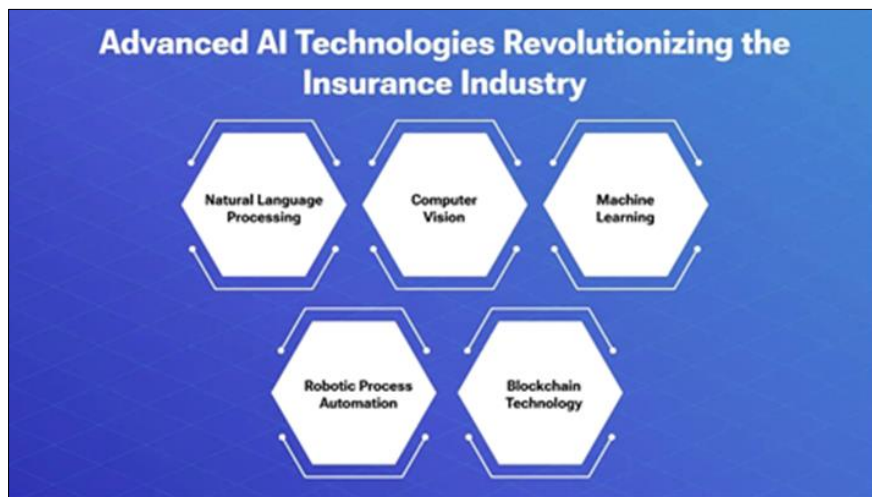 Advanced AI Technologies Revolutionizing the
Insurance Industry
Natural Language
Processing
Computer
Vision
Machine
Learning
Robotic Process
Automation
Blockchain
Technology